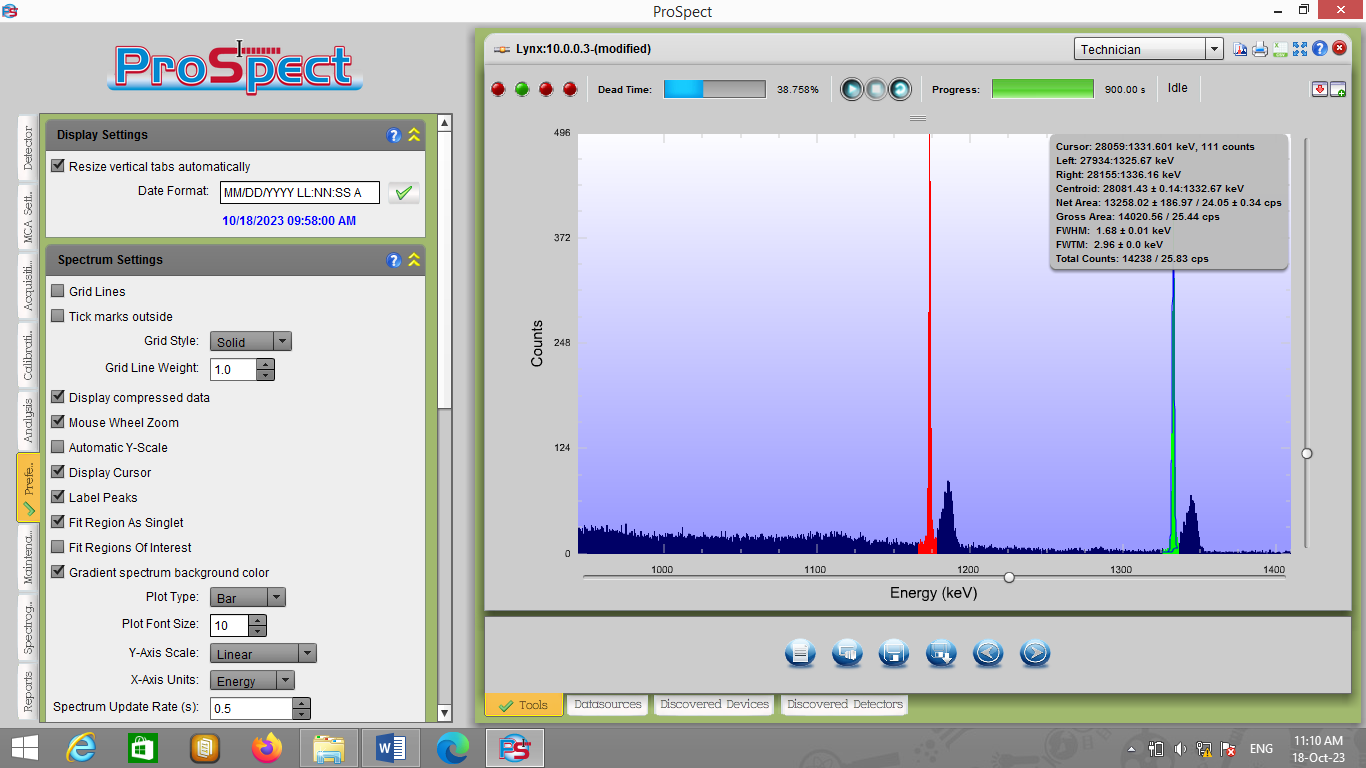 ProSpect
ProSpect
Detector
MCA Sett..
Acquisiti..
Calibrati..
Analysis
Prefe..
Maintend...
Spectrog..
Reports
Display Settings
Resize vertical tabs automatically
Date Format: MM/DD/YYYY LL:NN:SS A
10/18/2023 09:58:00 AM
Spectrum Settings
Grid Lines
Tick marks outside
Grid Style: Solid
Grid Line Weight: 1.0
Display compressed data
Mouse Wheel Zoom
Automatic Y-Scale
Display Cursor
Label Peaks
Fit Region As Singlet
Fit Regions Of Interest
Gradient spectrum background color
Plot Type: Bar
Plot Font Size: 10
Y-Axis Scale: Linear
X-Axis Units: Energy
Spectrum Update Rate (s): 0.5
Lynx:10.0.0.3-(modified)
Technician
Dead Time: 38.758%
Progress: 900.00 s
Idle
496
372
248
124
0
Counts
Cursor: 28059:1331.601 keV, 111 counts
Left: 27934:1325.67 keV
Right: 28155:1336.16 keV
Centroid: 28081.43 ± 0.14:1332.67 keV
Net Area: 13258.02 ± 186.97 / 24.05 ± 0.34 cps
Gross Area: 14020.56 / 25.44 cps
FWHM: 1.68 ± 0.01 keV
FWTM: 2.96 ± 0.0 keV
Total Counts: 14238 / 25.83 cps
1000 1100 1200 1300 1400
Energy (keV)
Tools
Datasources
Discovered Devices
Discovered Detectors
ENG
11:10 AM
18-Oct-23